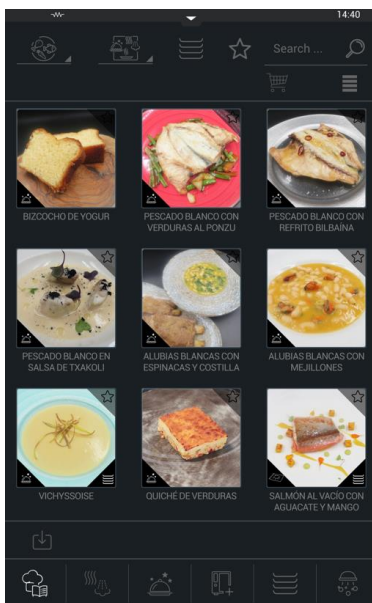 14:40
Search ...
BIZCOCHO DE YOGUR
PESCADO BLANCO CON
VERDURAS AL PONZU
PESCADO BLANCO CON
REFRITO BILBAÍNA
PESCADO BLANCO EN
SALSA DE TXAKOLI
ALUBIAS BLANCAS CON
ESPINACAS Y COSTILLA
ALUBIAS BLANCAS CON
MEJILLONES
VICHYSSOISE
QUICHÉ DE VERDURAS
SALMÓN AL VACÍO CON
AGUACATE Y MANGO